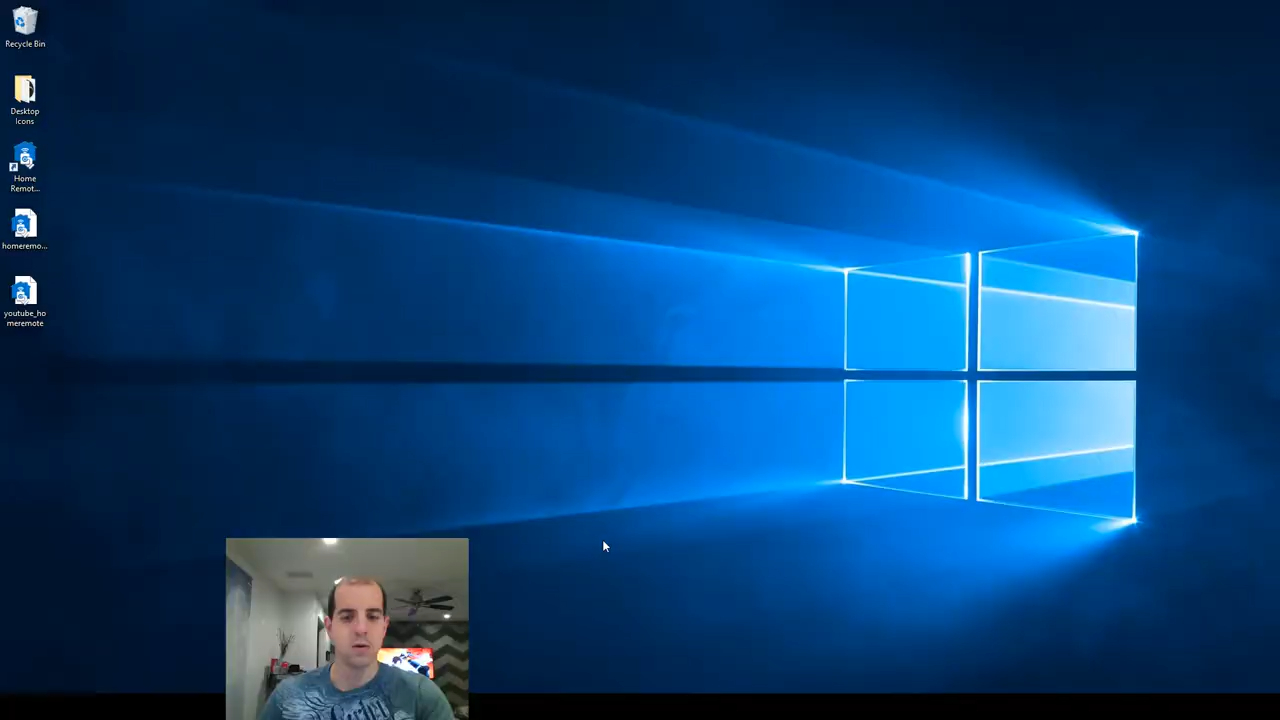 Recycle Bin
Desktop
Icons
Home
Remot...
homeremo...
youtube_ho
meremote